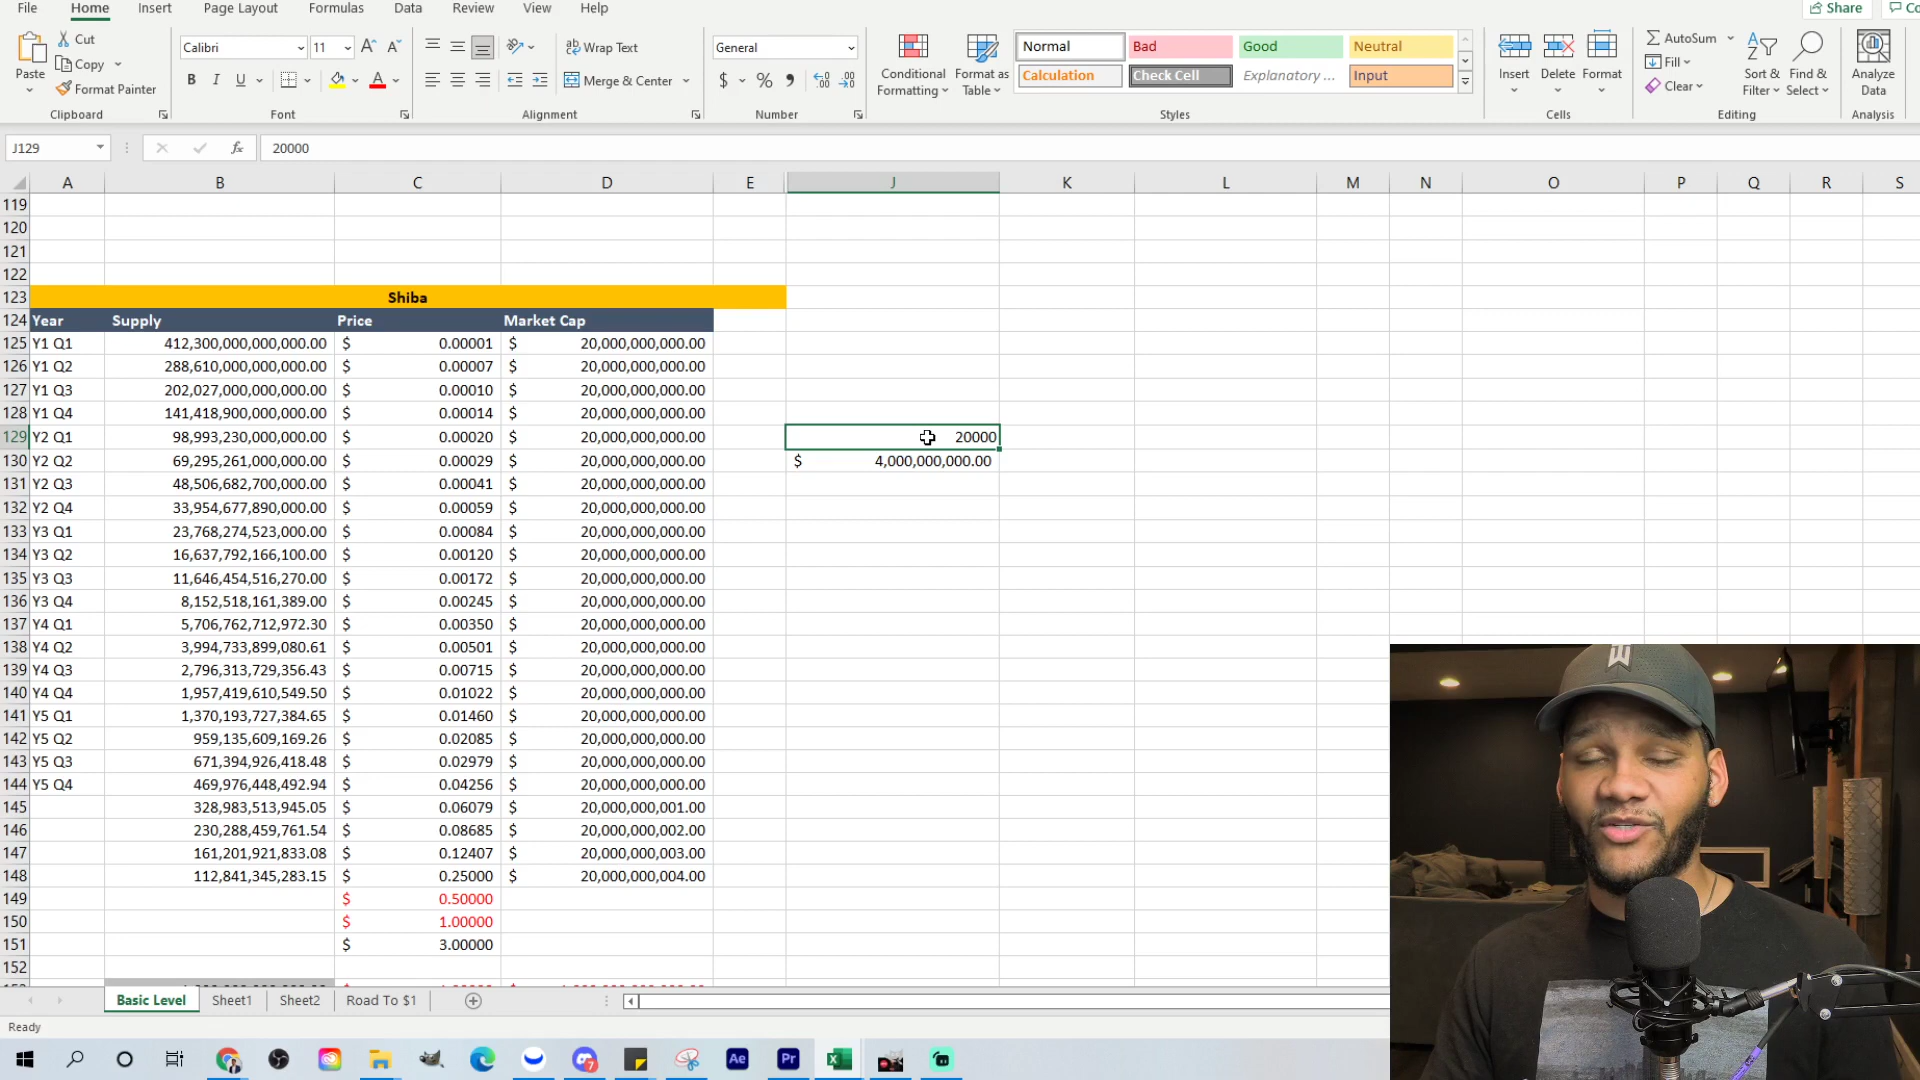 File Home Insert Page Layout Formulas Data Review View Help Share
Cut
Calibri 11 Wrap Text General Normal Bad Good Neutral AutoSum
Paste Copy Conditional Formatting Format as Table Insert Delete Format Fill Sort & Filter Find & Select Analyze Data
Format Painter B I U Merge & Center $ % Calculation Check Cell Explanatory ... Input Clear
Clipboard Font Alignment Number Styles Cells Editing Analysis
J129 fx 20000
A B C D E J K L M N O P Q R S
119
120
121
122
123 Shiba
124 Year Supply Price Market Cap
125 Y1 Q1 412,300,000,000,000.00 $ 0.00001 $ 20,000,000,000.00
126 Y1 Q2 288,610,000,000,000.00 $ 0.00007 $ 20,000,000,000.00
127 Y1 Q3 202,027,000,000,000.00 $ 0.00010 $ 20,000,000,000.00
128 Y1 Q4 141,418,900,000,000.00 $ 0.00014 $ 20,000,000,000.00
129 Y2 Q1 98,993,230,000,000.00 $ 0.00020 $ 20,000,000,000.00 20000
130 Y2 Q2 69,295,261,000,000.00 $ 0.00029 $ 20,000,000,000.00 $ 4,000,000,000.00
131 Y2 Q3 48,506,682,700,000.00 $ 0.00041 $ 20,000,000,000.00
132 Y2 Q4 33,954,677,890,000.00 $ 0.00059 $ 20,000,000,000.00
133 Y3 Q1 23,768,274,523,000.00 $ 0.00084 $ 20,000,000,000.00
134 Y3 Q2 16,637,792,166,100.00 $ 0.00120 $ 20,000,000,000.00
135 Y3 Q3 11,646,454,516,270.00 $ 0.00172 $ 20,000,000,000.00
136 Y3 Q4 8,152,518,161,389.00 $ 0.00245 $ 20,000,000,000.00
137 Y4 Q1 5,706,762,712,972.30 $ 0.00350 $ 20,000,000,000.00
138 Y4 Q2 3,994,733,899,080.61 $ 0.00501 $ 20,000,000,000.00
139 Y4 Q3 2,796,313,729,356.43 $ 0.00715 $ 20,000,000,000.00
140 Y4 Q4 1,957,419,610,549.50 $ 0.01022 $ 20,000,000,000.00
141 Y5 Q1 1,370,193,727,384.65 $ 0.01460 $ 20,000,000,000.00
142 Y5 Q2 959,135,609,169.26 $ 0.02085 $ 20,000,000,000.00
143 Y5 Q3 671,394,926,418.48 $ 0.02979 $ 20,000,000,000.00
144 Y5 Q4 469,976,448,492.94 $ 0.04256 $ 20,000,000,000.00
145 328,983,513,945.05 $ 0.06079 $ 20,000,000,001.00
146 230,288,459,761.54 $ 0.08685 $ 20,000,000,002.00
147 161,201,921,833.08 $ 0.12407 $ 20,000,000,003.00
148 112,841,345,283.15 $ 0.25000 $ 20,000,000,004.00
149 $ 0.50000
150 $ 1.00000
151 $ 3.00000
152
Basic Level Sheet1 Sheet2 Road To $1
Ready
Ae Pr